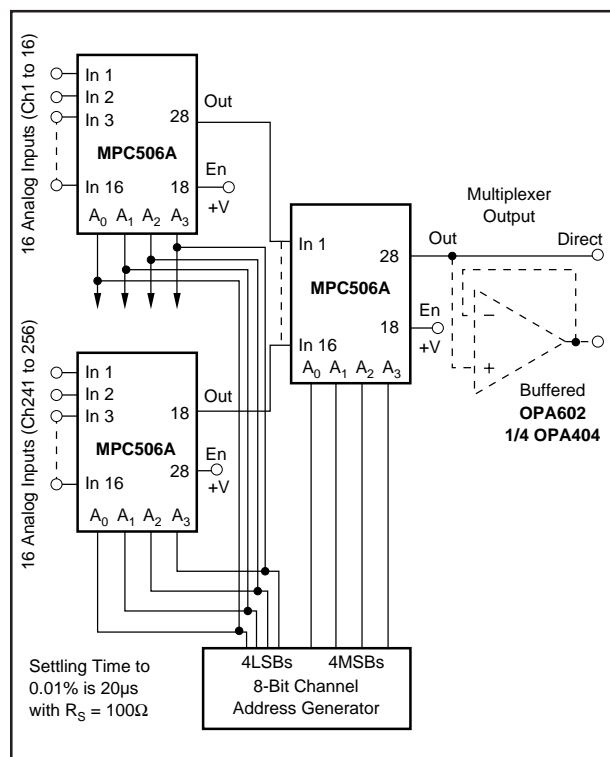 16 Analog Inputs (Ch1 to 16)
In 1
In 2
In 3
In 16
MPC506A
28
18
Out
En
+V
A0 A1 A2 A3
In 1
In 16
MPC506A
28
18
Out
En
+V
A0 A1 A2 A3
Multiplexer
Output
Direct
–
+
Buffered
OPA602
1/4 OPA404
16 Analog Inputs (Ch241 to 256)
In 1
In 2
In 3
In 16
MPC506A
18
28
Out
En
+V
A0 A1 A2 A3
Settling Time to
0.01% is 20µs
with RS = 100Ω
4LSBs 4MSBs
8-Bit Channel
Address Generator